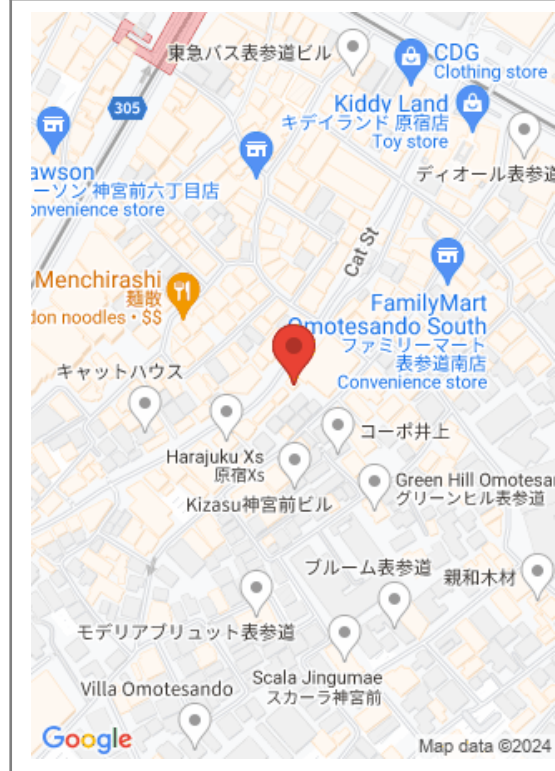 東急バス表参道ビル
CDG
Clothing store
Kiddy Land
キデイランド 原宿店
Toy store
305
ディオール表参道
awson
ーソン 神宮前六丁目店
onvenience store
Cat St
Menchirashi
麺散
don noodles • $$
FamilyMart
Omotesando South
ファミリーマート
表参道南店
Convenience store
キャットハウス
コーポ井上
Harajuku Xs
原宿Xs
Green Hill Omotesan
グリーンヒル表参道
Kizasu神宮前ビル
ブルーム表参道
親和木材
モデリアブリュット表参道
Scala Jingumae
スカーラ神宮前
Villa Omotesando
Google
Map data ©2024